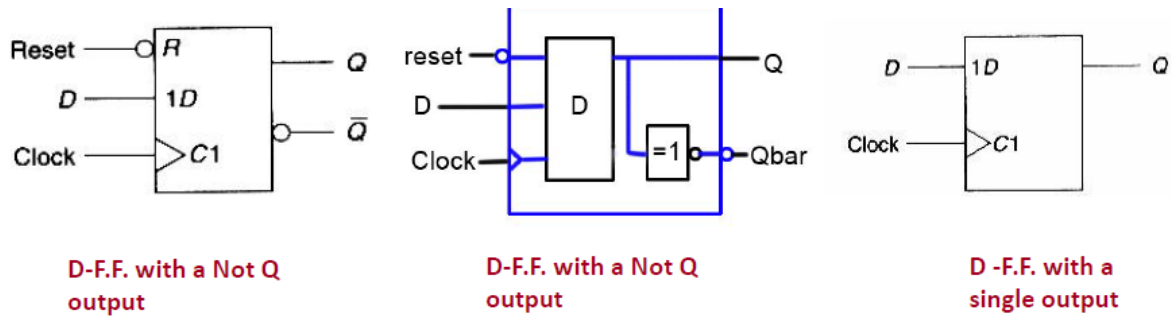 Reset
R
Q
D
1D
Q̅
Clock
C1
reset
Q
D
D
Clock
=1
Qbar
D
1D
Q
Clock
C1
D-F.F. with a Not Q
output
D-F.F. with a Not Q
output
D -F.F. with a
single output